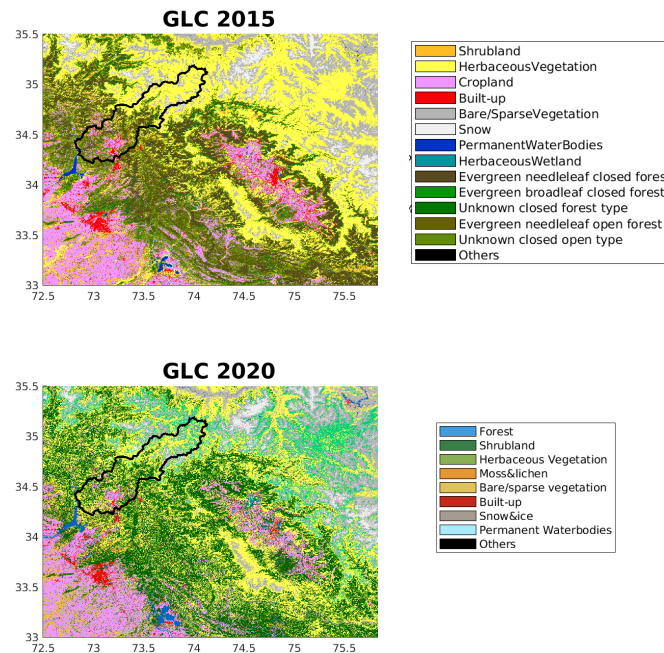 GLC 2015
35.5
35
34.5
34
33.5
33
72.5 73 73.5 74 74.5 75 75.5
Shrubland
HerbaceousVegetation
Cropland
Built-up
Bare/SparseVegetation
Snow
PermanentWaterBodies
HerbaceousWetland
Evergreen needleleaf closed fores
Evergreen broadleaf closed forest
Unknown closed forest type
Evergreen needleleaf open forest
Unknown closed open type
Others
GLC 2020
35.5
35
34.5
34
33.5
33
72.5 73 73.5 74 74.5 75 75.5
Forest
Shrubland
Herbaceous Vegetation
Moss&lichen
Bare/sparse vegetation
Built-up
Snow&ice
Permanent Waterbodies
Others